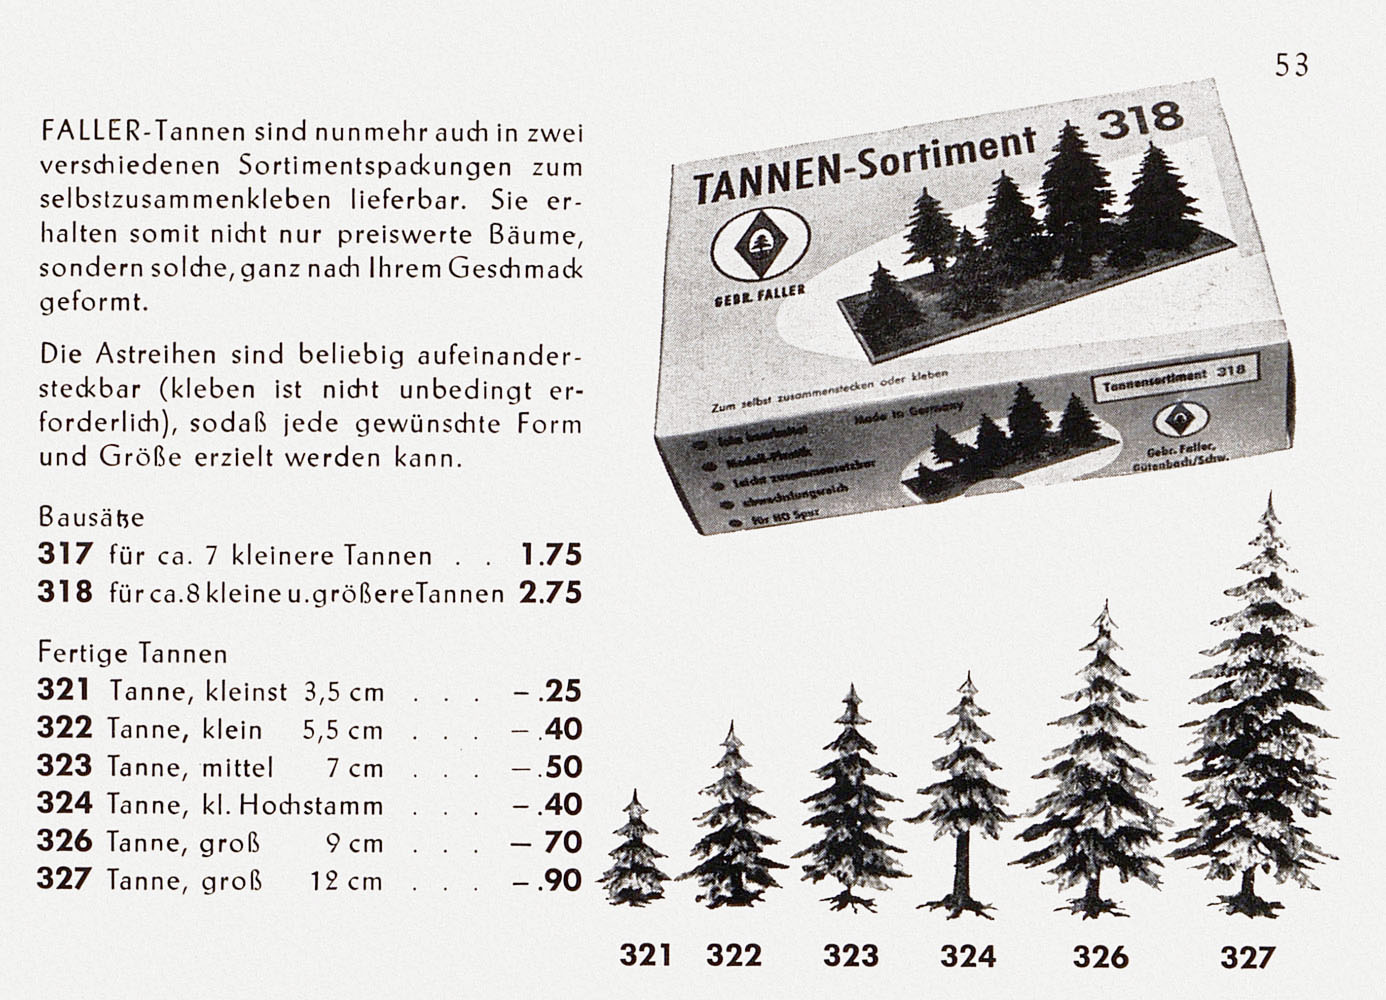 53
FALLER-Tannen sind nunmehr auch in zwei
verschiedenen Sortimentspackungen zum
selbstzusammenkleben lieferbar. Sie er-
halten somit nicht nur preiswerte Bäume,
sondern solche, ganz nach Ihrem Geschmack
geformt.
Die Astreihen sind beliebig aufeinander-
steckbar (kleben ist nicht unbedingt er-
forderlich), sodaß jede gewünschte Form
und Größe erzielt werden kann.
Bausätze
317 für ca. 7 kleinere Tannen . . 1.75
318 für ca. 8 kleine u. größere Tannen 2.75
Fertige Tannen
321 Tanne, kleinst 3,5 cm . . . – .25
322 Tanne, klein 5,5 cm . . . – .40
323 Tanne, mittel 7 cm . . . – .50
324 Tanne, kl. Hochstamm . . . – .40
326 Tanne, groß 9 cm . . . – 70
327 Tanne, groß 12 cm . . . – .90
TANNEN-Sortiment 318
GEBR. FALLER
Zum selbst zusammenstecken oder kleben
Made in Germany
Tannensortiment 318
Modell-Plastik
leicht zusammensetzbar
abwechslungsreich
für HO Spur
Gebr. Faller,
Gütenbach/Schw.
321 322 323 324 326 327